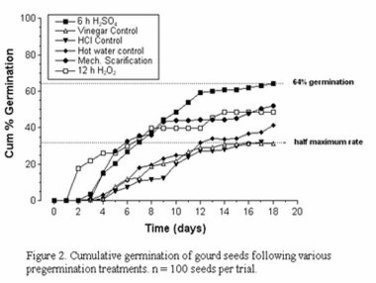 100
80
60
40
20
0
Cum % Germination
6 h H₂SO₄
Vinegar Control
HCl Control
Hot water control
Mech. Scarification
12 h H₂O₂
64% germination
half maximum rate
0 2 4 6 8 10 12 14 16 18 20
Time (days)
Figure 2. Cumulative germination of gourd seeds following various
pregermination treatments. n = 100 seeds per trial.